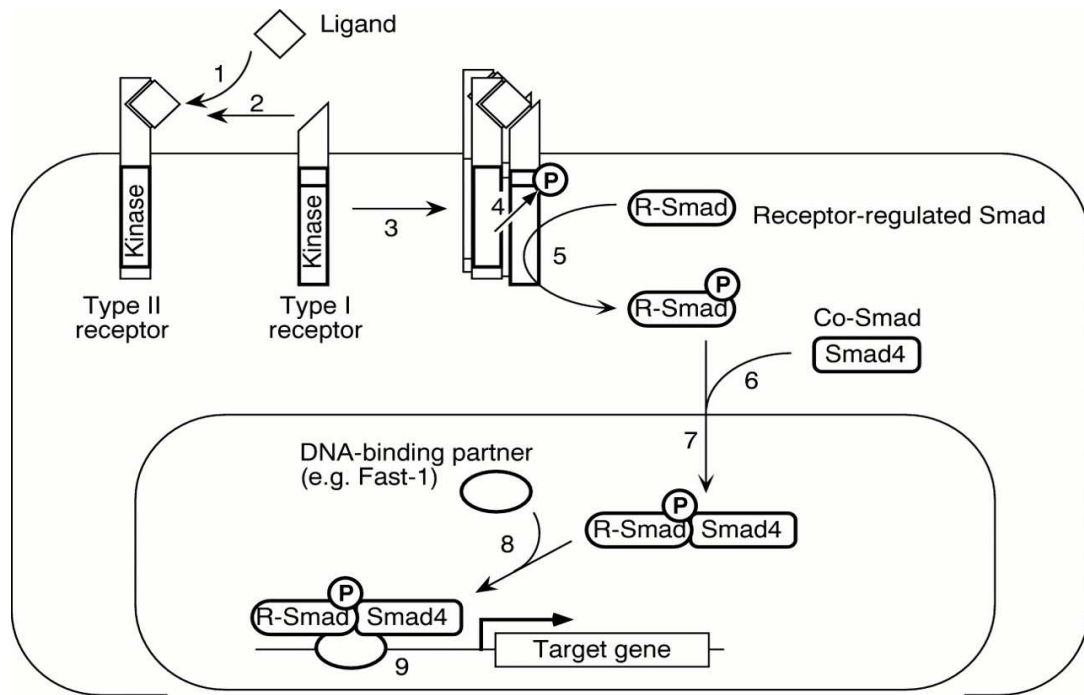 Ligand
1
2
Kinase
Kinase
Type II
receptor
Type I
receptor
3
4
P
5
R-Smad
Receptor-regulated Smad
P
R-Smad
Co-Smad
Smad4
6
7
DNA-binding partner
(e.g. Fast-1)
P
R-Smad Smad4
8
P
R-Smad Smad4
9
Target gene